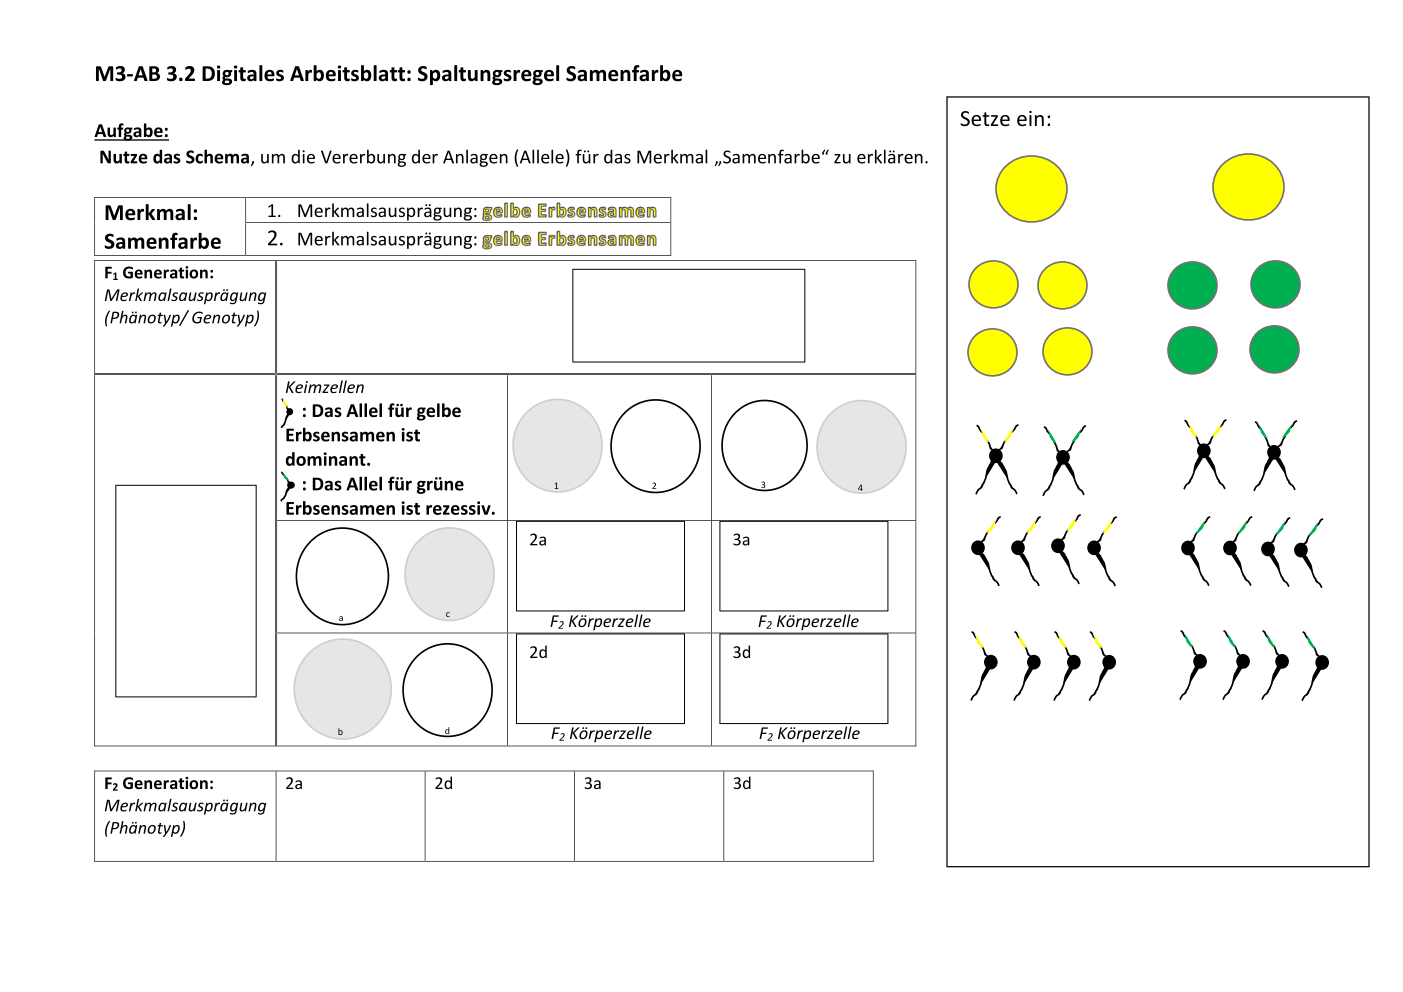 M3-AB 3.2 Digitales Arbeitsblatt: Spaltungsregel Samenfarbe
Aufgabe:
Nutze das Schema, um die Vererbung der Anlagen (Allele) für das Merkmal „Samenfarbe“ zu erklären.
Merkmal:
Samenfarbe
1. Merkmalsausprägung: gelbe Erbsensamen
2. Merkmalsausprägung: gelbe Erbsensamen
F₁ Generation:
Merkmalsausprägung
(Phänotyp/ Genotyp)
Keimzellen
: Das Allel für gelbe
Erbsensamen ist
dominant.
: Das Allel für grüne
Erbsensamen ist rezessiv.
1 2 3 4
a c
2a 3a
F₂ Körperzelle F₂ Körperzelle
b d
2d 3d
F₂ Körperzelle F₂ Körperzelle
F₂ Generation:
Merkmalsausprägung
(Phänotyp)
2a 2d 3a 3d
Setze ein: